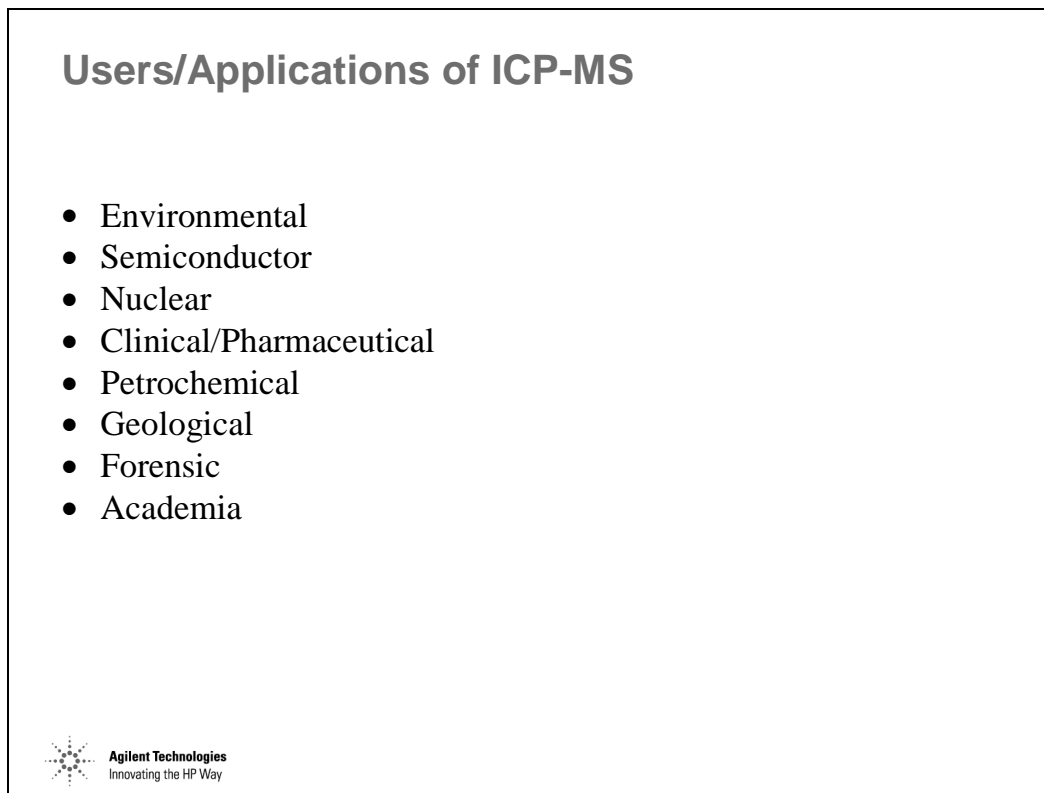 Users/Applications of ICP-MS
• Environmental
• Semiconductor
• Nuclear
• Clinical/Pharmaceutical
• Petrochemical
• Geological
• Forensic
• Academia
Agilent Technologies
Innovating the HP Way